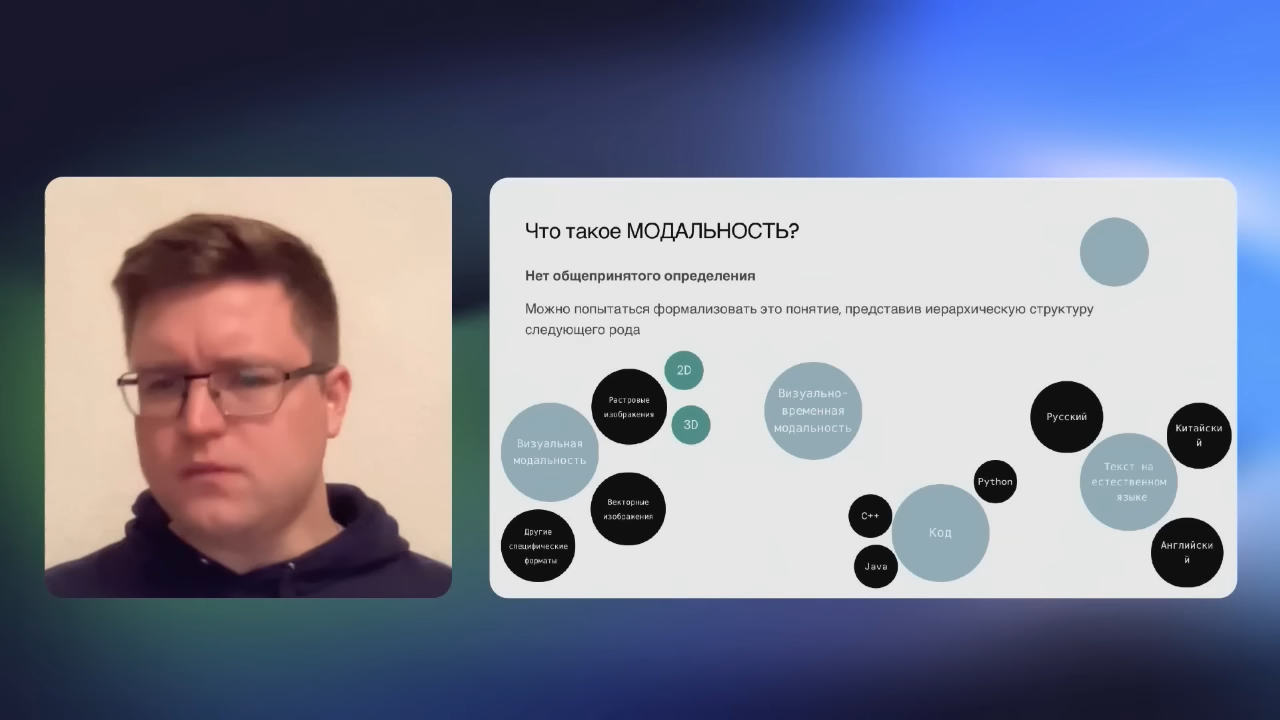 Что такое МОДАЛЬНОСТЬ?
Нет общепринятого определения
Можно попытаться формализовать это понятие, представив иерархическую структуру
следующего рода
2D
Растровые
изображения
3D
Визуальная
модальность
Векторные
изображения
Другие
специфические
форматы
Визуально-
временная
модальность
Python
C++
Код
Java
Русский
Китайски
й
Текст на
естественном
языке
Английски
й